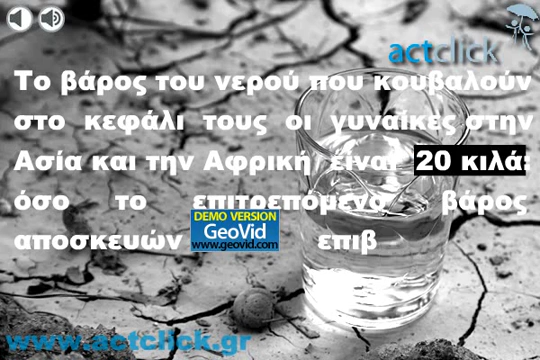 actclick
Το βάρος του νερού που κουβαλούν
στο κεφάλι τους οι γυναίκες στην
Ασία και την Αφρική είναι 20 κιλά:
όσο το επιτρεπόμενο βάρος
αποσκευών επιβ
DEMO VERSION
GeoVid
www.geovid.com
www.actclick.gr